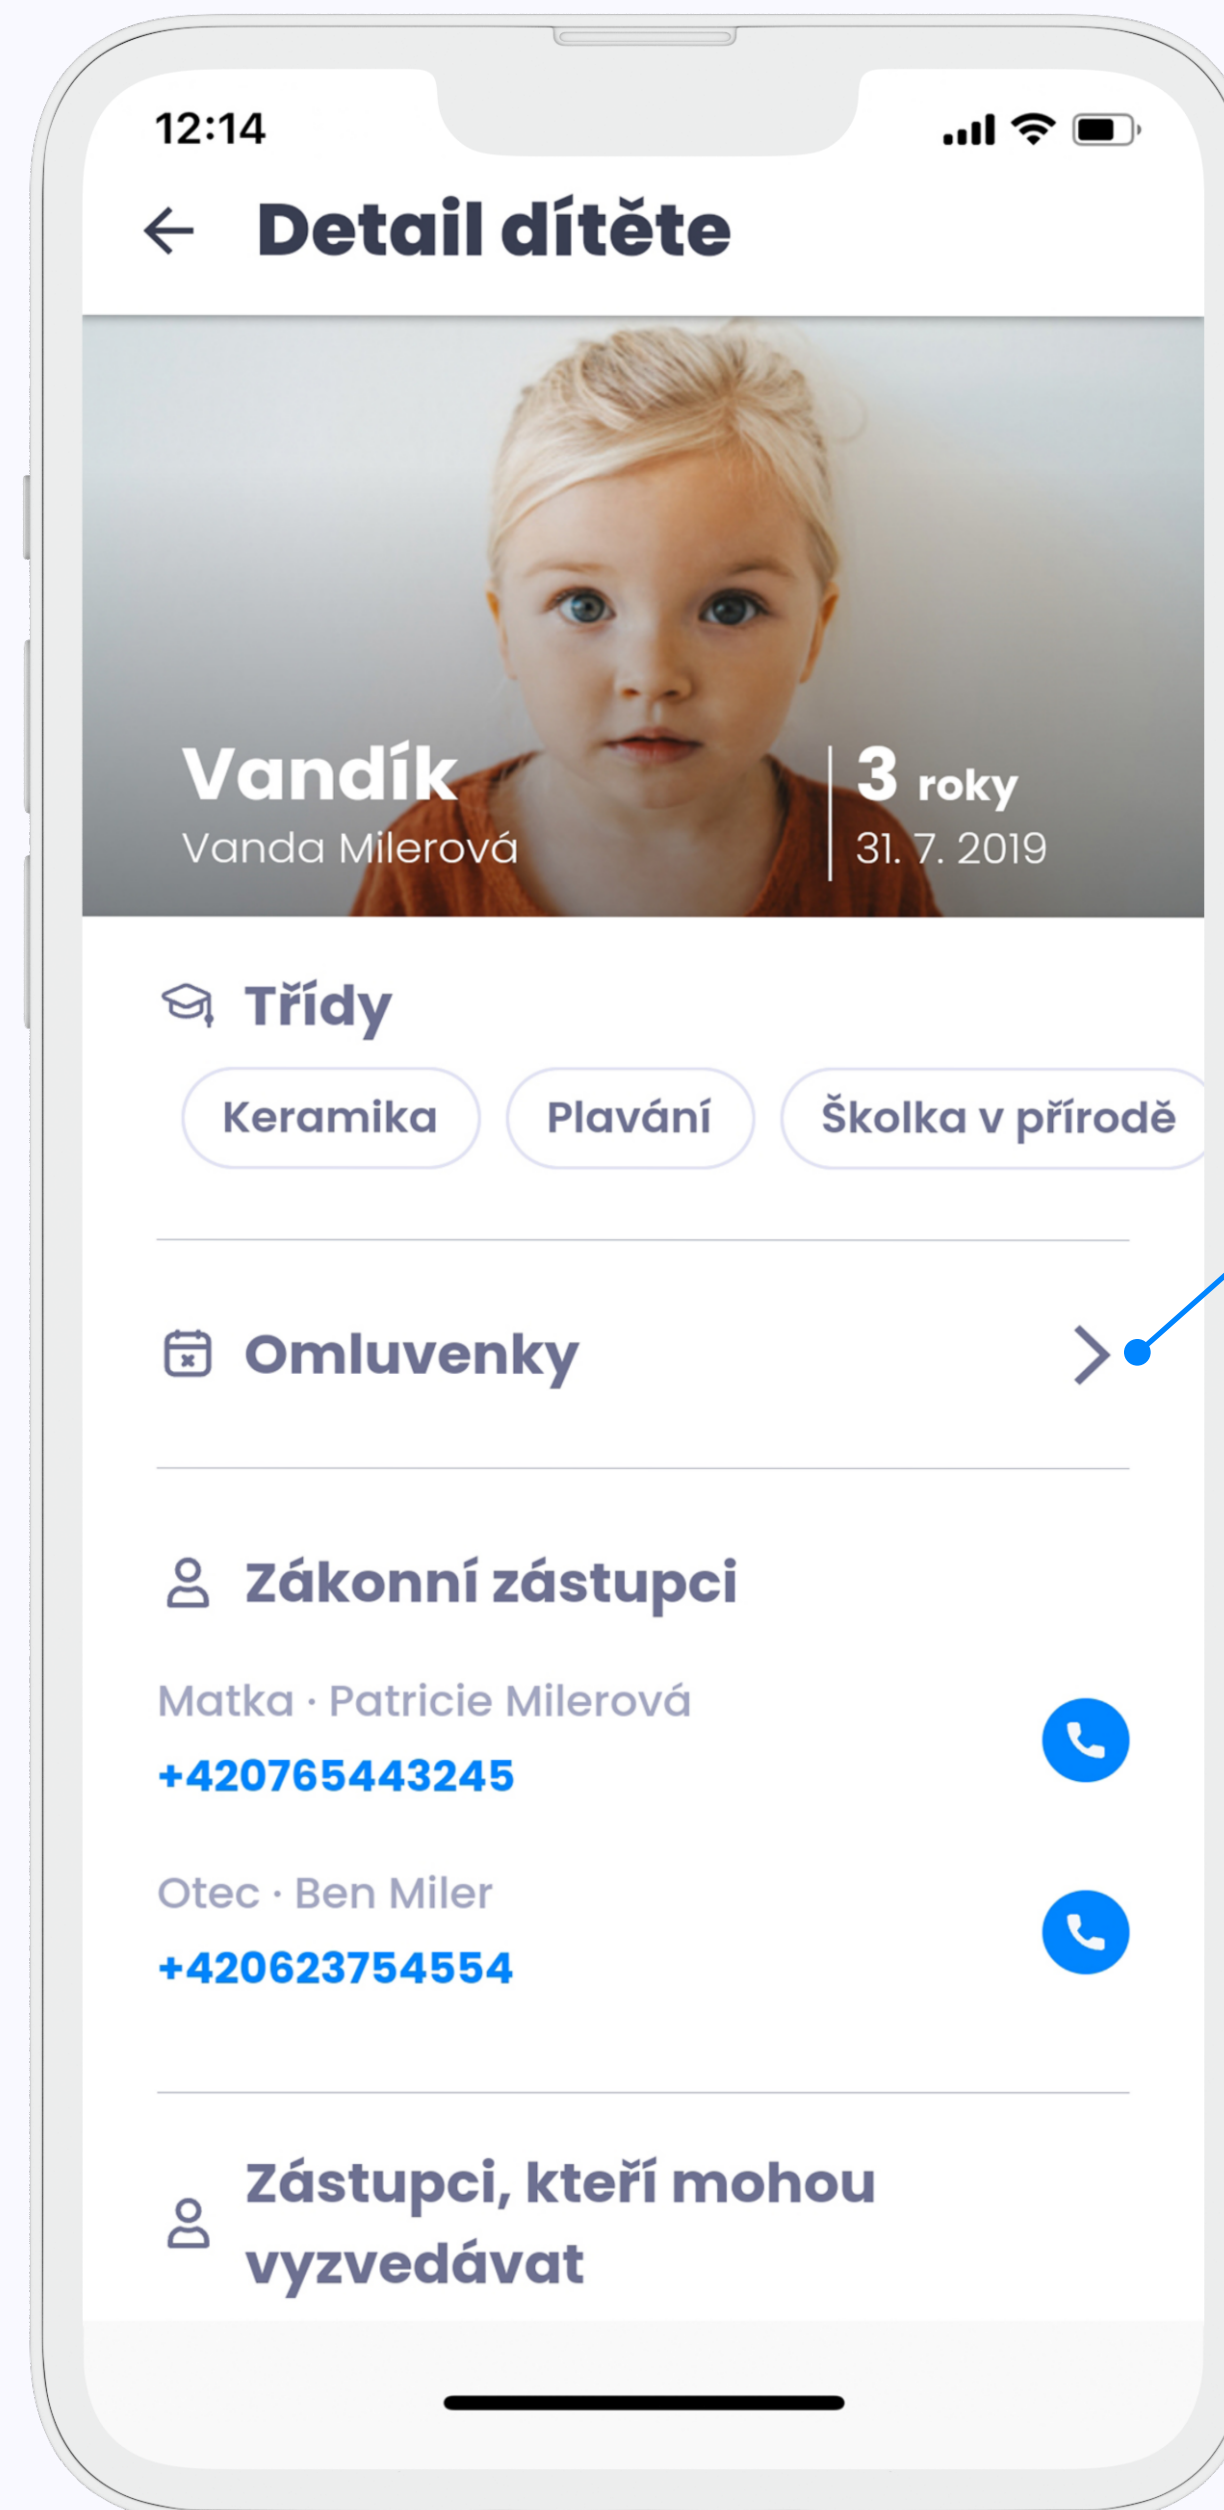 12:14
Detail dítěte
Vandík
Vanda Milerová
3 roky
31. 7. 2019
Třídy
Keramika
Plavání
Školka v přírodě
Omluvenky
Zákonní zástupci
Matka · Patricie Milerová
+420765443245
Otec · Ben Miler
+420623754554
Zástupci, kteří mohou
vyzvedávat